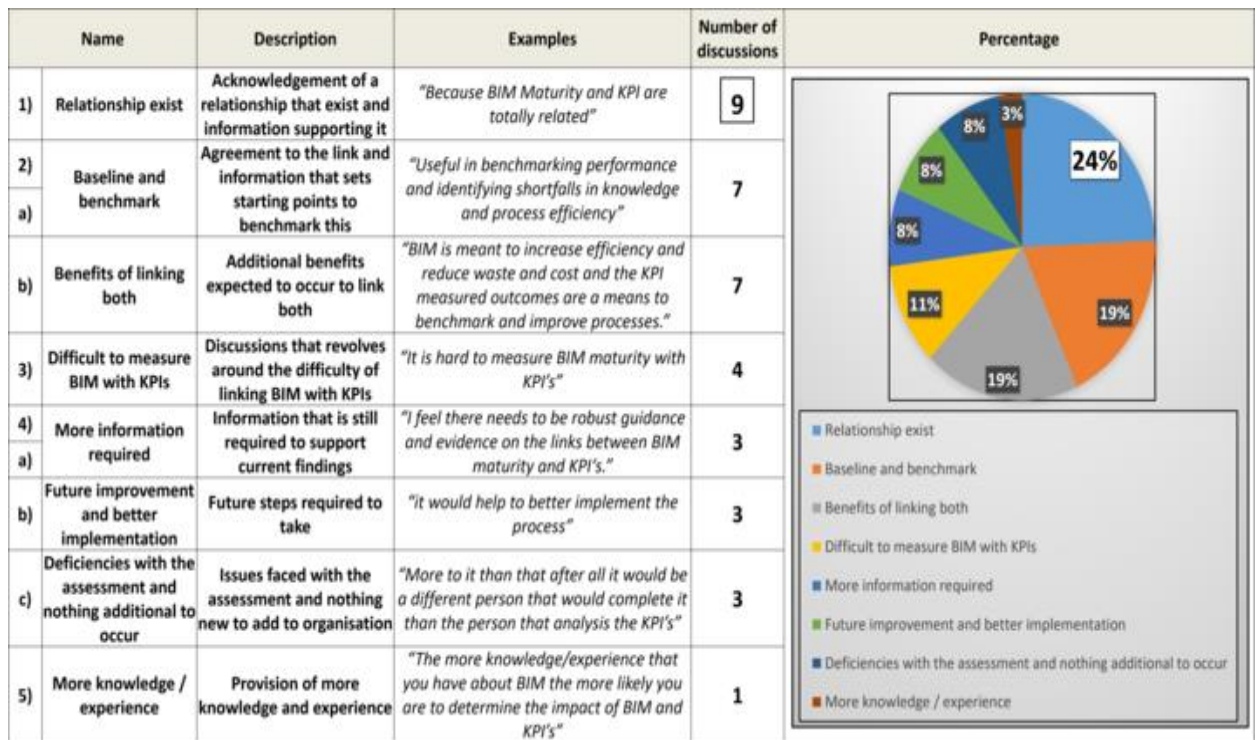 Name
Description
Examples
Number of
discussions
Percentage
1)
Relationship exist
Acknowledgement of a
relationship that exist and
information supporting it
"Because BIM Maturity and KPI are
totally related"
9
2)
a)
Baseline and
benchmark
Agreement to the link and
information that sets
starting points to
benchmark this
"Useful in benchmarking performance
and identifying shortfalls in knowledge
and process efficiency"
7
b)
Benefits of linking
both
Additional benefits
expected to occur to link
both
"BIM is meant to increase efficiency and
reduce waste and cost and the KPI
measured outcomes are a means to
benchmark and improve processes."
7
3)
Difficult to measure
BIM with KPIs
Discussions that revolves
around the difficulty of
linking BIM with KPIs
"It is hard to measure BIM maturity with
KPI's"
4
4)
a)
More information
required
Information that is still
required to support
current findings
"I feel there needs to be robust guidance
and evidence on the links between BIM
maturity and KPI's."
3
b)
Future improvement
and better
implementation
Future steps required to
take
"it would help to better implement the
process"
3
c)
Deficiencies with the
assessment and
nothing additional to
occur
Issues faced with the
assessment and nothing
new to add to organisation
"More to it than that after all it would be
a different person that would complete it
than the person that analysis the KPI's"
3
5)
More knowledge /
experience
Provision of more
knowledge and experience
"The more knowledge/experience that
you have about BIM the more likely you
are to determine the impact of BIM and
KPI's"
1
3%
8%
24%
8%
8%
11%
19%
19%
Relationship exist
Baseline and benchmark
Benefits of linking both
Difficult to measure BIM with KPIs
More information required
Future improvement and better implementation
Deficiencies with the assessment and nothing additional to occur
More knowledge / experience